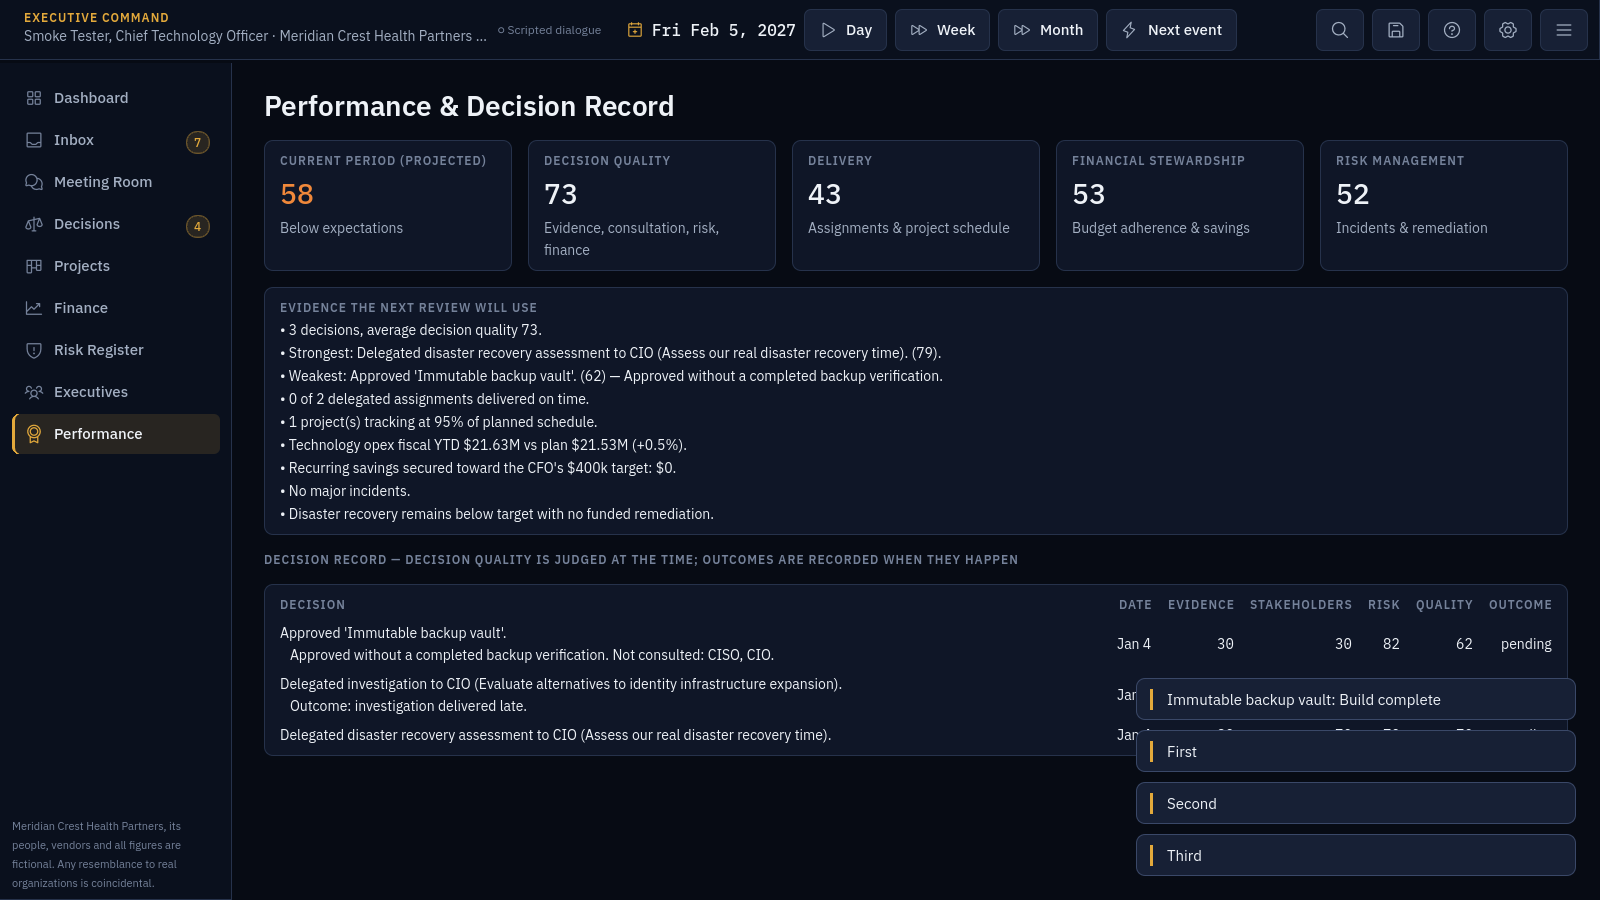 EXECUTIVE COMMAND
Smoke Tester, Chief Technology Officer · Meridian Crest Health Partners ...
Scripted dialogue
Fri Feb 5, 2027
Day
Week
Month
Next event
Dashboard
Inbox
7
Meeting Room
Decisions
4
Projects
Finance
Risk Register
Executives
Performance
Meridian Crest Health Partners, its
people, vendors and all figures are
fictional. Any resemblance to real
organizations is coincidental.
Performance & Decision Record
CURRENT PERIOD (PROJECTED)
58
Below expectations
DECISION QUALITY
73
Evidence, consultation, risk,
finance
DELIVERY
43
Assignments & project schedule
FINANCIAL STEWARDSHIP
53
Budget adherence & savings
RISK MANAGEMENT
52
Incidents & remediation
EVIDENCE THE NEXT REVIEW WILL USE
• 3 decisions, average decision quality 73.
• Strongest: Delegated disaster recovery assessment to CIO (Assess our real disaster recovery time). (79).
• Weakest: Approved 'Immutable backup vault'. (62) — Approved without a completed backup verification.
• 0 of 2 delegated assignments delivered on time.
• 1 project(s) tracking at 95% of planned schedule.
• Technology opex fiscal YTD $21.63M vs plan $21.53M (+0.5%).
• Recurring savings secured toward the CFO's $400k target: $0.
• No major incidents.
• Disaster recovery remains below target with no funded remediation.
DECISION RECORD — DECISION QUALITY IS JUDGED AT THE TIME; OUTCOMES ARE RECORDED WHEN THEY HAPPEN
DECISION DATE EVIDENCE STAKEHOLDERS RISK QUALITY OUTCOME
Approved 'Immutable backup vault'.
Approved without a completed backup verification. Not consulted: CISO, CIO.
Jan 4 30 30 82 62 pending
Delegated investigation to CIO (Evaluate alternatives to identity infrastructure expansion).
Outcome: investigation delivered late.
Jan
Delegated disaster recovery assessment to CIO (Assess our real disaster recovery time).
Jan
Immutable backup vault: Build complete
First
Second
Third